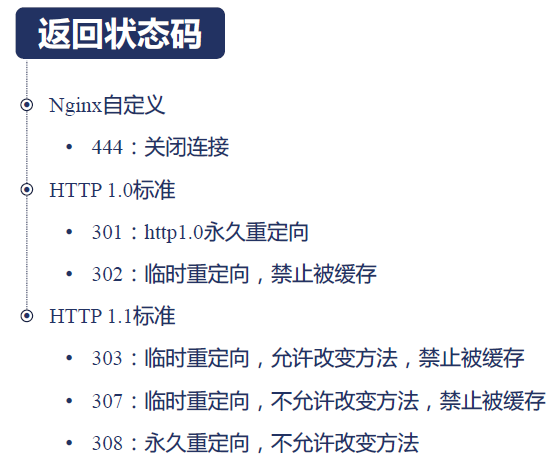 返回状态码
Nginx自定义
• 444：关闭连接
HTTP 1.0标准
• 301：http1.0永久重定向
• 302：临时重定向，禁止被缓存
HTTP 1.1标准
• 303：临时重定向，允许改变方法，禁止被缓存
• 307：临时重定向，不允许改变方法，禁止被缓存
• 308：永久重定向，不允许改变方法